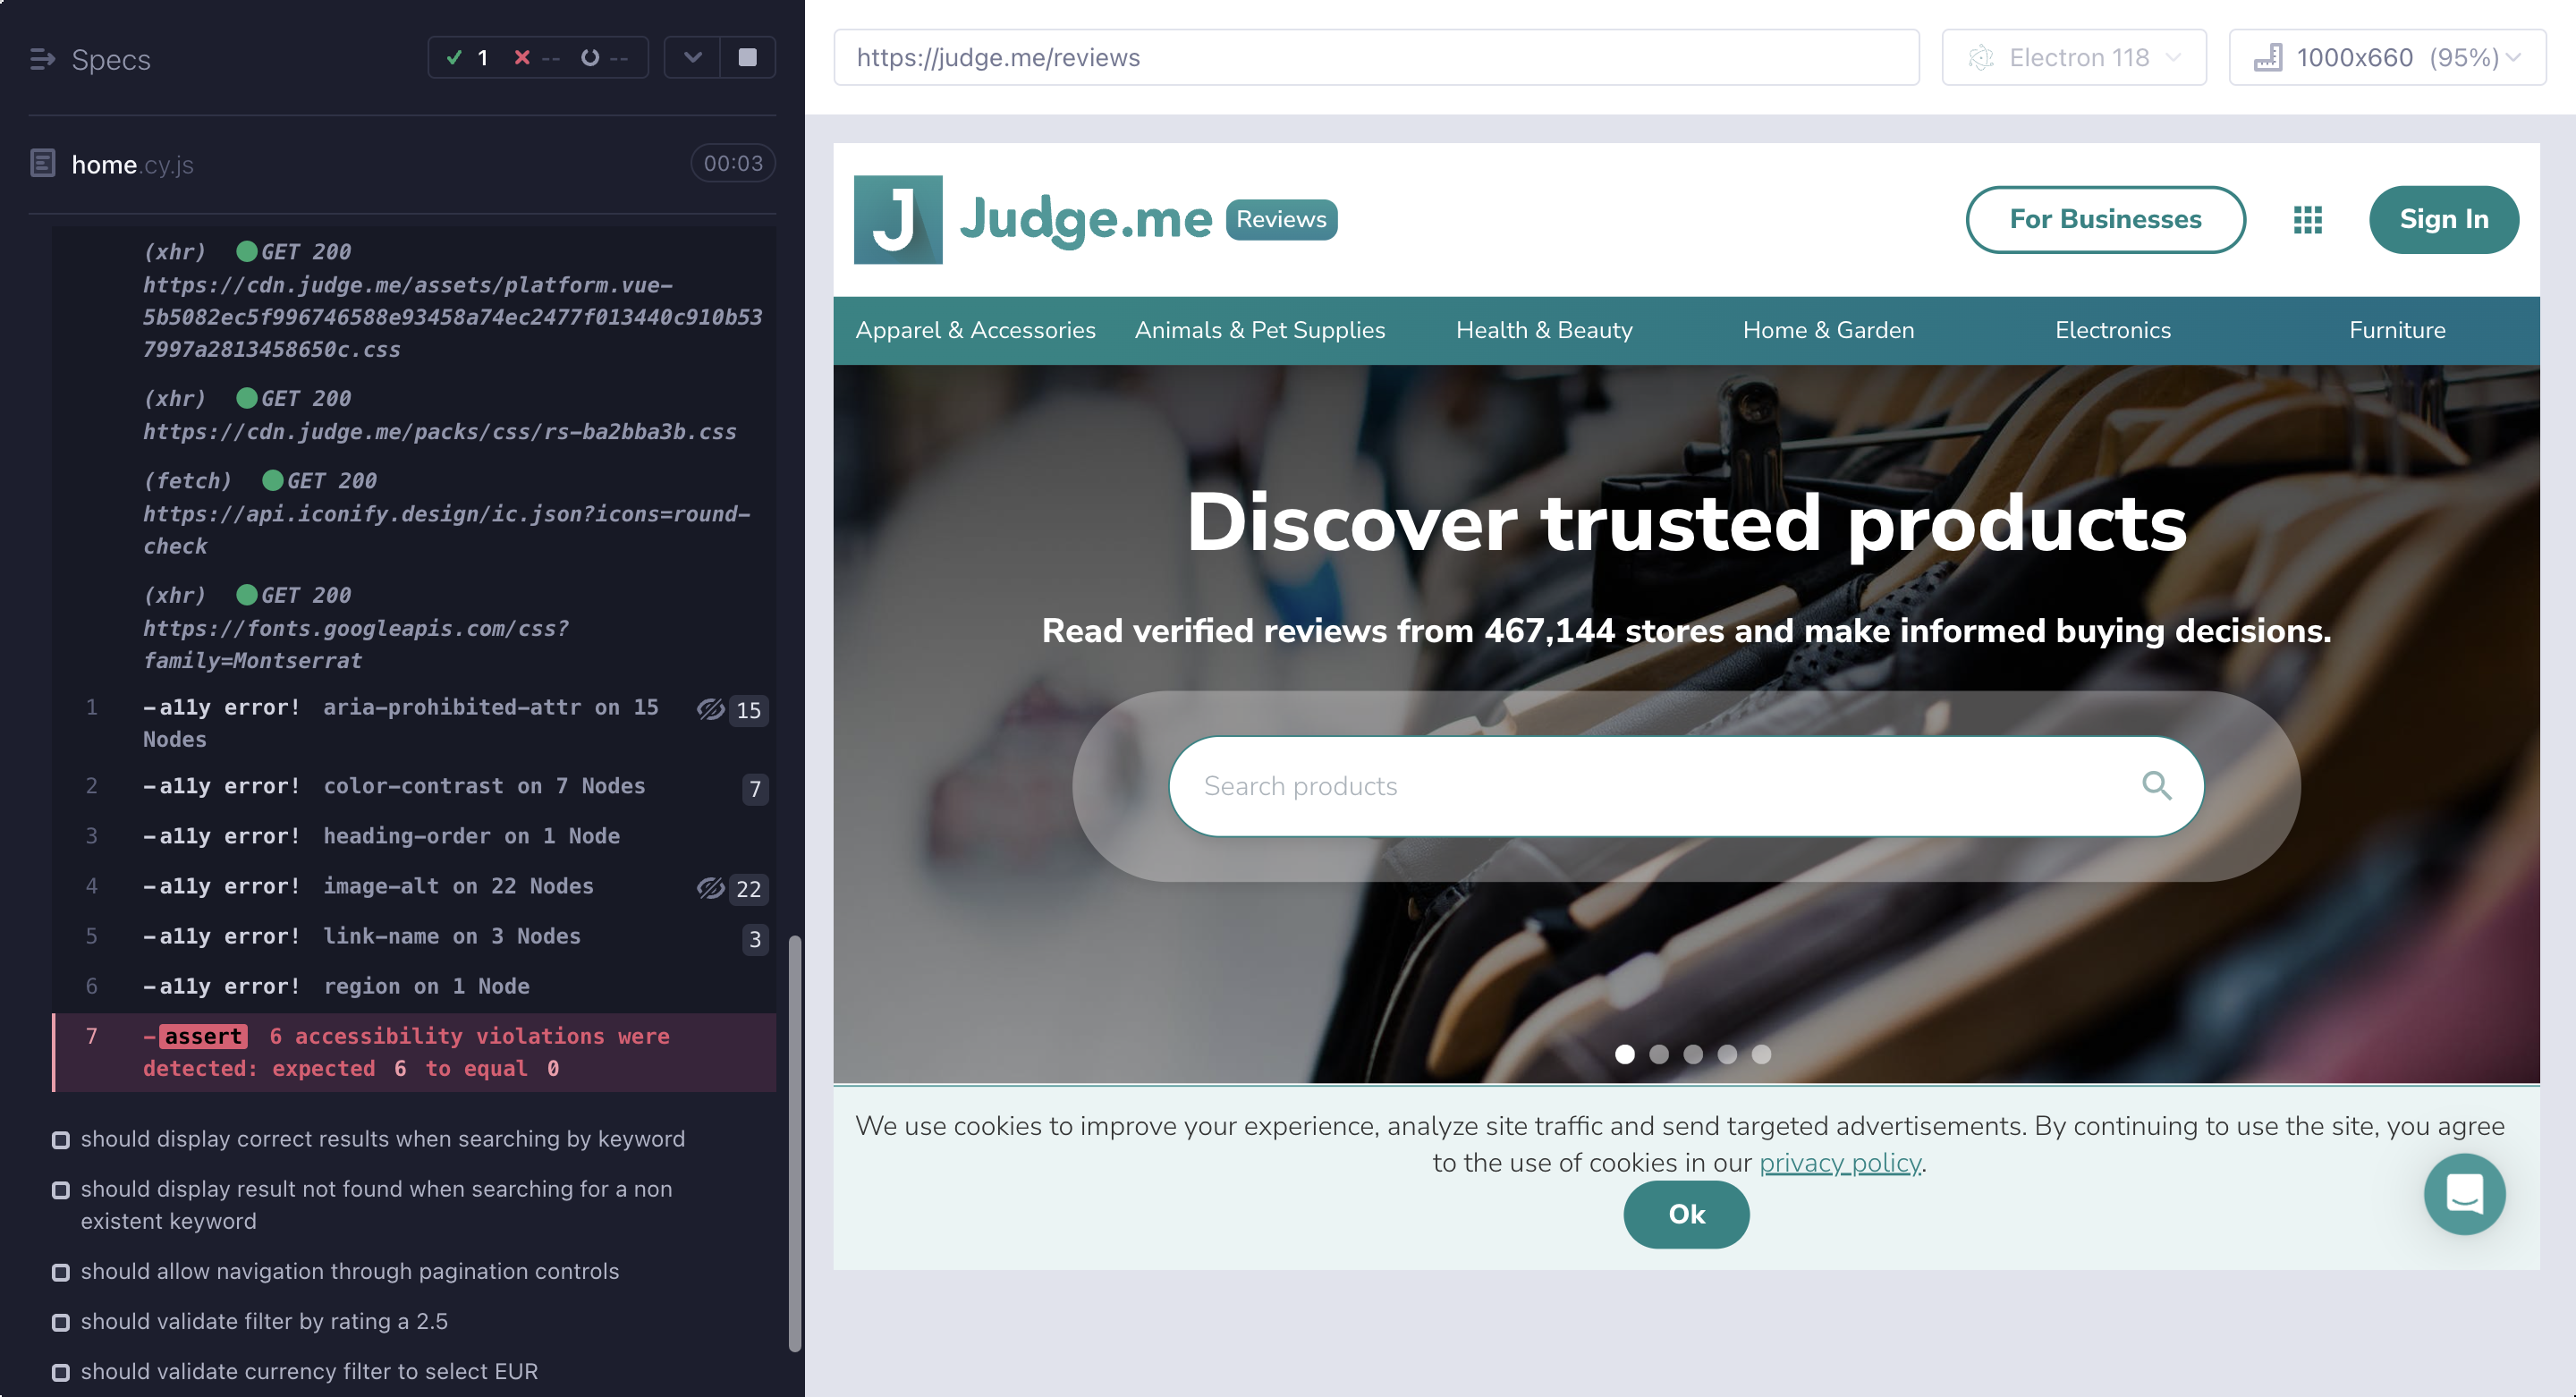 Specs
1 -- --
home.cy.js
00:03
(xhr) GET 200
https://cdn.judge.me/assets/platform.vue-
5b5082ec5f996746588e93458a74ec2477f013440c910b53
7997a2813458650c.css
(xhr) GET 200
https://cdn.judge.me/packs/css/rs-ba2bba3b.css
(fetch) GET 200
https://api.iconify.design/ic.json?icons=round-
check
(xhr) GET 200
https://fonts.googleapis.com/css?
family=Montserrat
1 -a11y error! aria-prohibited-attr on 15 15
Nodes
2 -a11y error! color-contrast on 7 Nodes 7
3 -a11y error! heading-order on 1 Node
4 -a11y error! image-alt on 22 Nodes 22
5 -a11y error! link-name on 3 Nodes 3
6 -a11y error! region on 1 Node
7 -assert 6 accessibility violations were
detected: expected 6 to equal 0
should display correct results when searching by keyword
should display result not found when searching for a non
existent keyword
should allow navigation through pagination controls
should validate filter by rating a 2.5
should validate currency filter to select EUR
https://judge.me/reviews
Electron 118
1000x660 (95%)
J Judge.me Reviews
For Businesses
Sign In
Apparel & Accessories Animals & Pet Supplies Health & Beauty Home & Garden Electronics Furniture
Discover trusted products
Read verified reviews from 467,144 stores and make informed buying decisions.
Search products
We use cookies to improve your experience, analyze site traffic and send targeted advertisements. By continuing to use the site, you agree
to the use of cookies in our privacy policy.
Ok